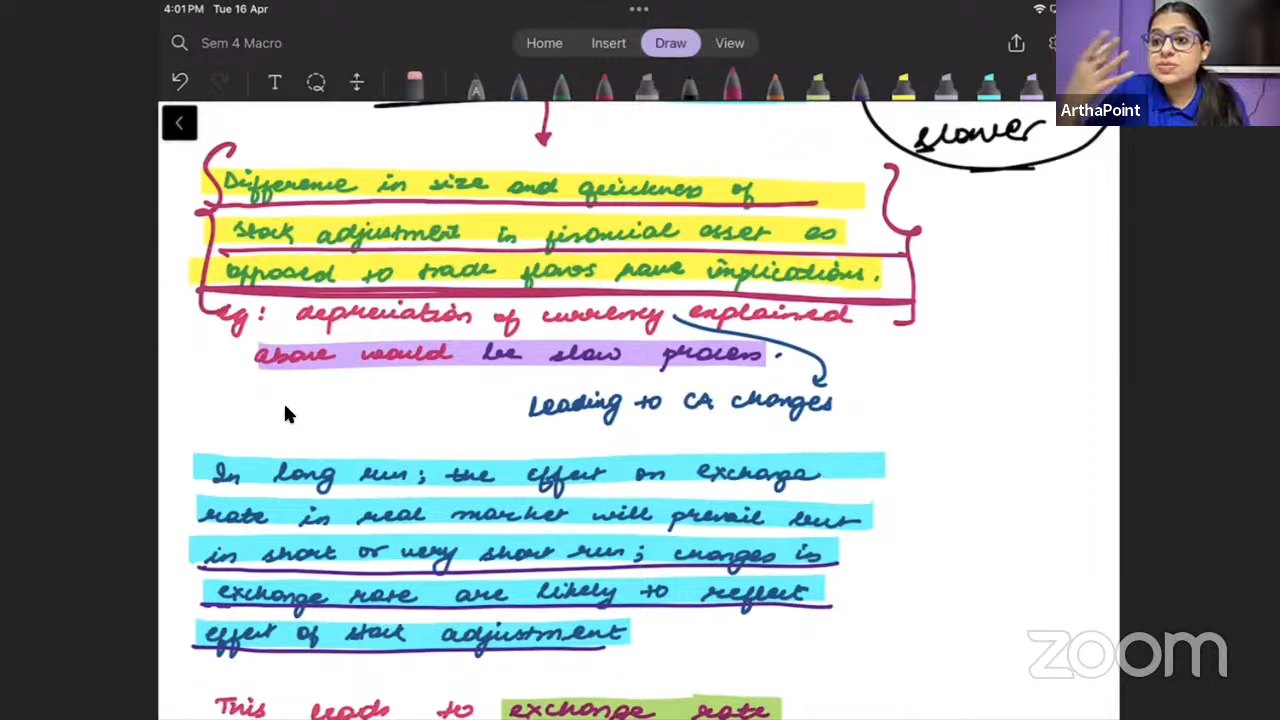 4:01 PM Tue 16 Apr
Sem 4 Macro
Home Insert Draw View
ArthaPoint
slower
Difference in size and quickness of
stock adjustment in financial asset as
opposed to trade flows have implications.
eg: depreciation of currency explained
above would be slow process.
leading to CA changes
In long run; the effect on exchange
rate in real market will prevail but
in short or very short run; changes in
exchange rate are likely to reflect
effect of stock adjustment
This leads to exchange rate
zoom